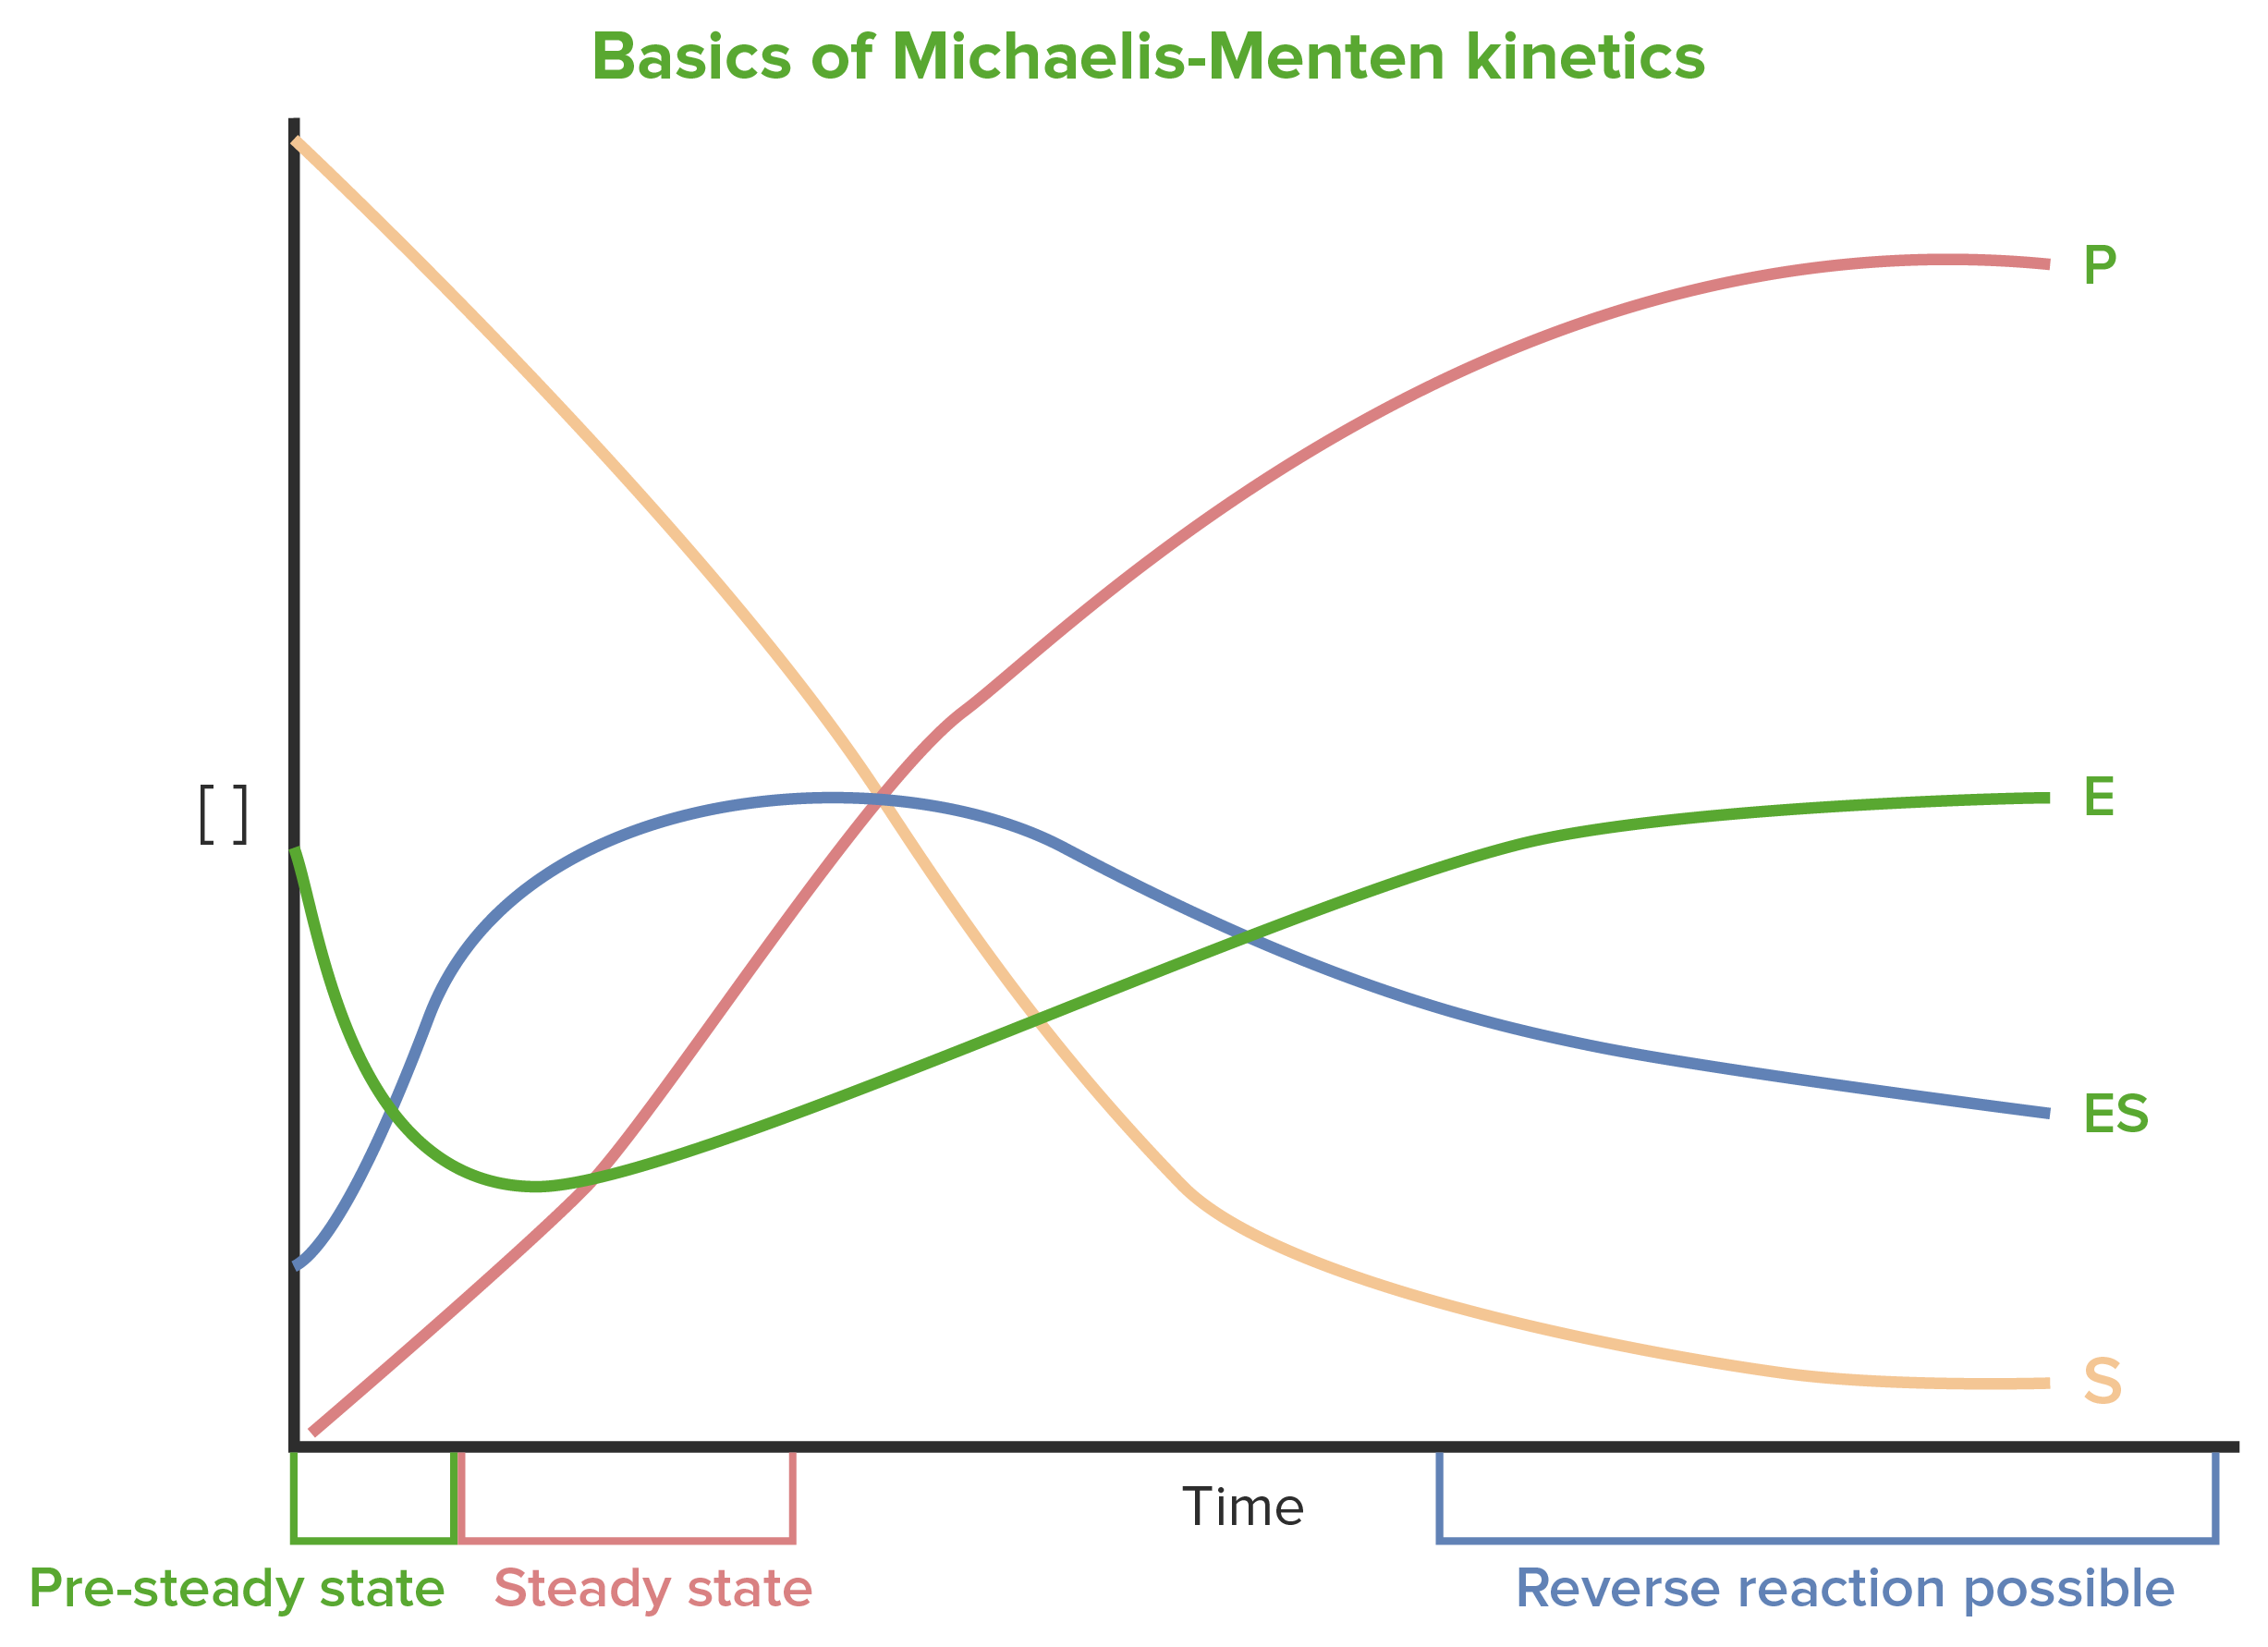 Basics of Michaelis-Menten kinetics
P
[ ]
E
ES
S
Time
Pre-steady state
Steady state
Reverse reaction possible